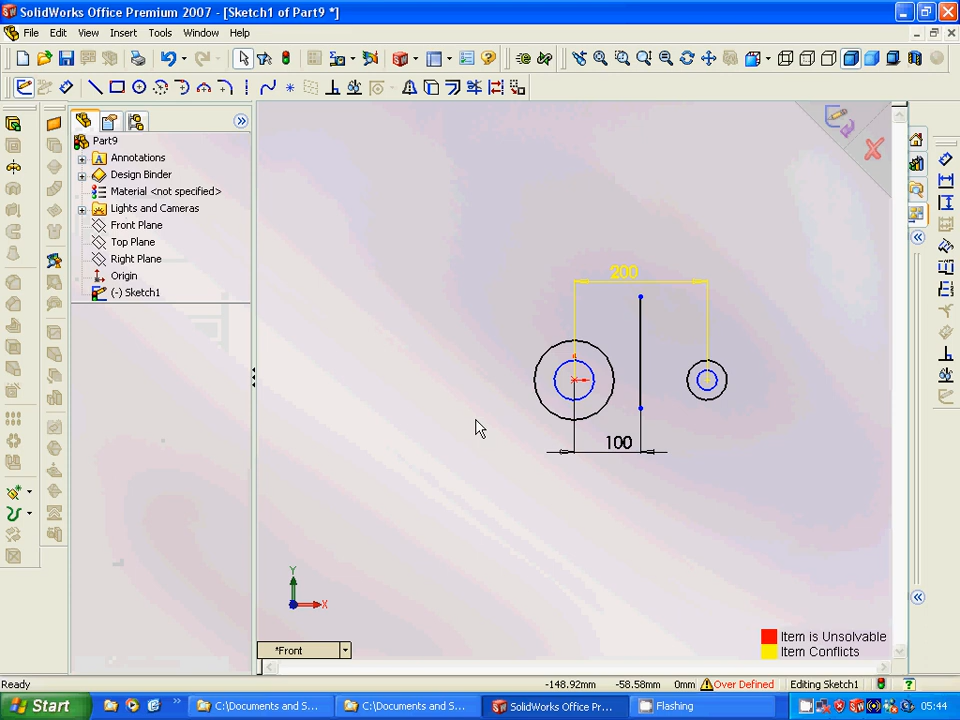 SolidWorks Office Premium 2007 - [Sketch1 of Part9 *]
File Edit View Insert Tools Window Help
Part9
Annotations
Design Binder
Material <not specified>
Lights and Cameras
Front Plane
Top Plane
Right Plane
Origin
(-) Sketch1
200
100
Y
X
Item is Unsolvable
Item Conflicts
*Front
Ready
-148.92mm -58.58mm 0mm Over Defined Editing Sketch1
Start
C:\Documents and S...
C:\Documents and S...
SolidWorks Office Pr...
Flashing
05:44